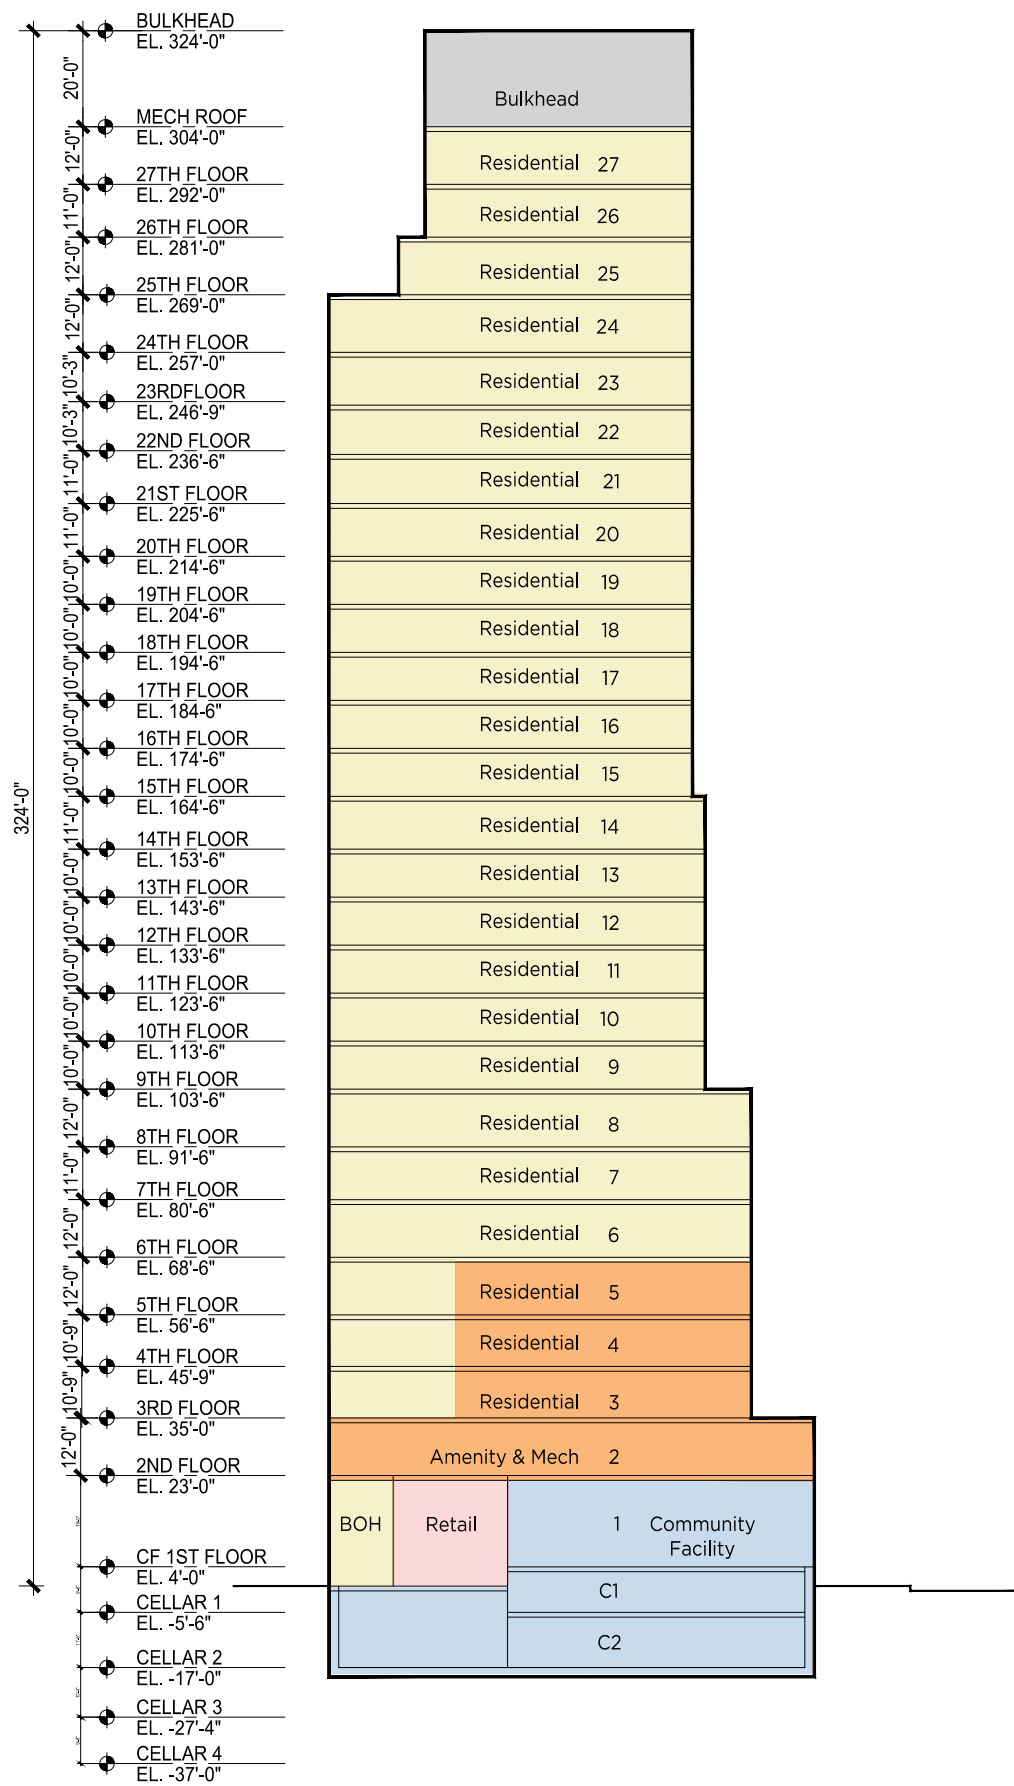 BULKHEAD
EL. 324'-0"
20'-0"
Bulkhead
MECH ROOF
EL. 304'-0"
12'-0"
Residential 27
27TH FLOOR
EL. 292'-0"
11'-0"
Residential 26
26TH FLOOR
EL. 281'-0"
12'-0"
Residential 25
25TH FLOOR
EL. 269'-0"
12'-0"
Residential 24
24TH FLOOR
EL. 257'-0"
10'-3"
Residential 23
23RDFLOOR
EL. 246'-9"
10'-3"
Residential 22
22ND FLOOR
EL. 236'-6"
11'-0"
Residential 21
21ST FLOOR
EL. 225'-6"
11'-0"
Residential 20
20TH FLOOR
EL. 214'-6"
10'-0"
Residential 19
19TH FLOOR
EL. 204'-6"
10'-0"
Residential 18
18TH FLOOR
EL. 194'-6"
10'-0"
Residential 17
17TH FLOOR
EL. 184-6"
10'-0"
Residential 16
16TH FLOOR
EL. 174'-6"
10'-0"
Residential 15
15TH FLOOR
EL. 164'-6"
324'-0"
11'-0"
Residential 14
14TH FLOOR
EL. 153'-6"
10'-0"
Residential 13
13TH FLOOR
EL. 143'-6"
10'-0"
Residential 12
12TH FLOOR
EL. 133'-6"
10'-0"
Residential 11
11TH FLOOR
EL. 123'-6"
10'-0"
Residential 10
10TH FLOOR
EL. 113'-6"
10'-0"
Residential 9
9TH FLOOR
EL. 103'-6"
12'-0"
Residential 8
8TH FLOOR
EL. 91'-6"
11'-0"
Residential 7
7TH FLOOR
EL. 80'-6"
12'-0"
Residential 6
6TH FLOOR
EL. 68'-6"
12'-0"
Residential 5
5TH FLOOR
EL. 56'-6"
10'-9"
Residential 4
4TH FLOOR
EL. 45'-9"
10'-9"
Residential 3
3RD FLOOR
EL. 35'-0"
12'-0"
Amenity & Mech 2
2ND FLOOR
EL. 23'-0"
BOH
Retail
1 Community
Facility
CF 1ST FLOOR
EL. 4'-0"
C1
CELLAR 1
EL. -5'-6"
C2
CELLAR 2
EL. -17'-0"
CELLAR 3
EL. -27'-4"
CELLAR 4
EL. -37'-0"